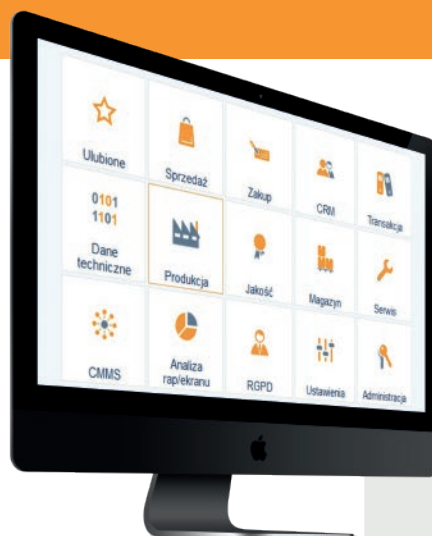 Ulubione
Sprzedaż
Zakup
CRM
Transakcja
0101
1101
Dane
techniczne
Produkcja
Jakość
Magazyn
Serwis
CMMS
Analiza
rap/ekranu
RGPD
Ustawienia
Administracja